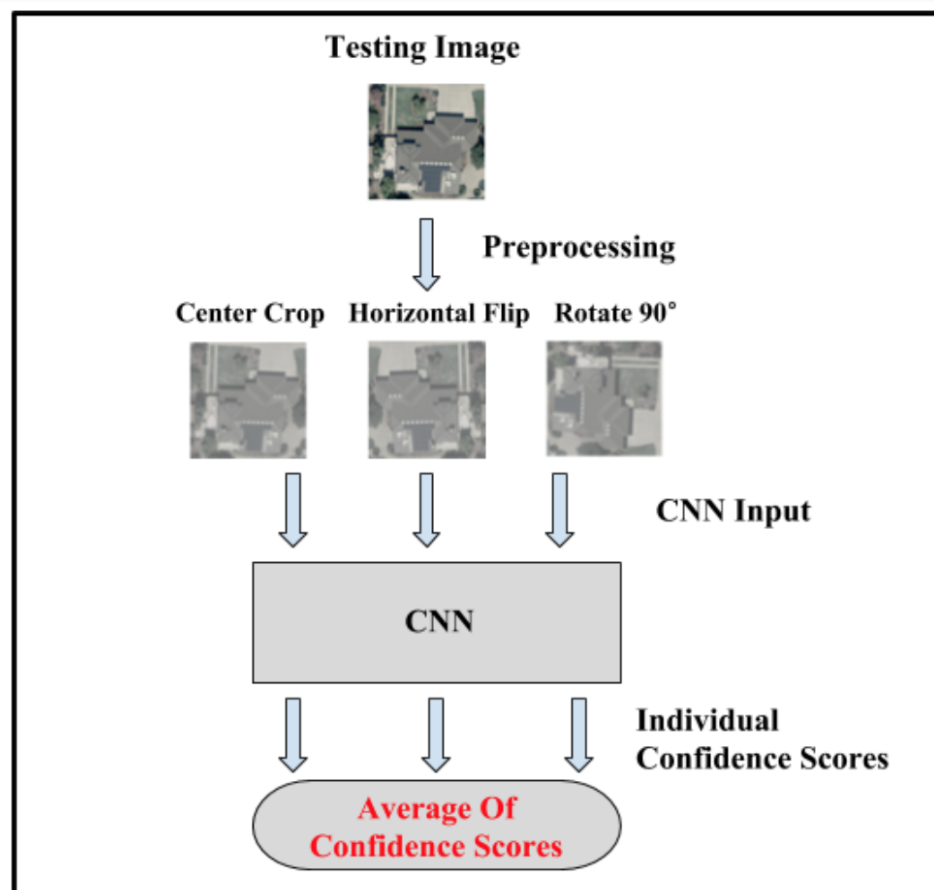 Testing Image
Preprocessing
Center Crop
Horizontal Flip
Rotate 90°
CNN Input
CNN
Individual
Confidence Scores
Average Of
Confidence Scores